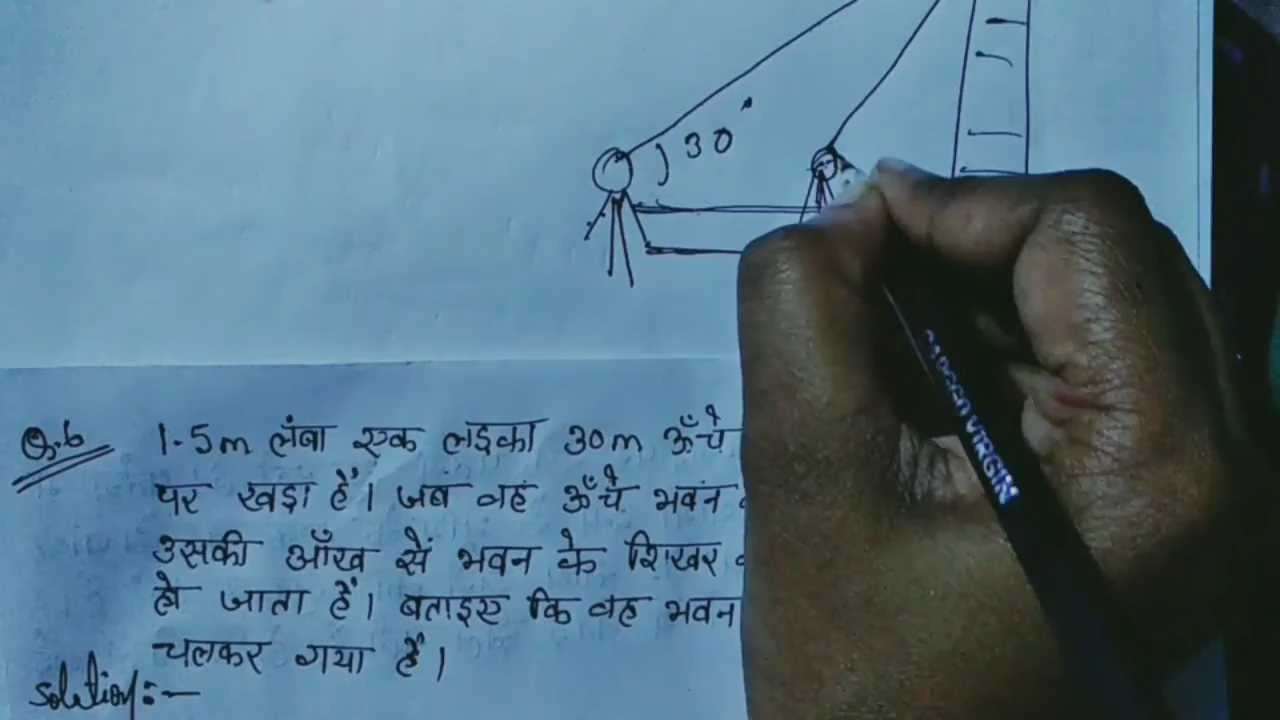 30°
Q.6 1.5m लंबा एक लड़का 30m ऊँचे
पर खड़ा हैं। जब वह ऊँचे भवन
उसकी आँख सें भवन के शिखर
हो जाता हैं। बताइए कि वह भवन
चलकर गया हैं।
Solution:-
VIRGIN